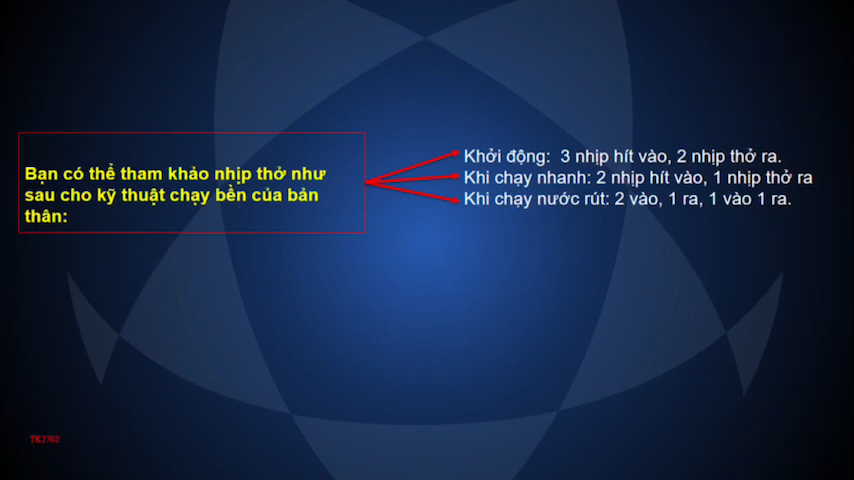 Bạn có thể tham khảo nhịp thở như
sau cho kỹ thuật chạy bền của bản
thân:
Khởi động:  3 nhịp hít vào, 2 nhịp thở ra.
Khi chạy nhanh: 2 nhịp hít vào, 1 nhịp thở ra
Khi chạy nước rút: 2 vào, 1 ra, 1 vào 1 ra.
TK7702